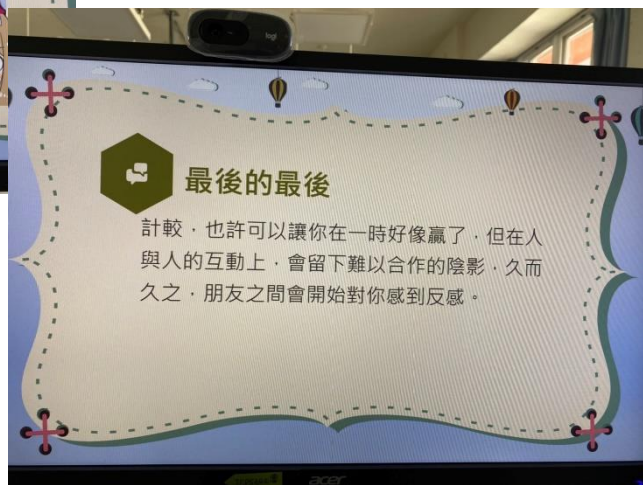 logi
最後的最後
計較，也許可以讓你在一時好像贏了，但在人
與人的互動上，會留下難以合作的陰影，久而
久之，朋友之間會開始對你感到反感。
acer